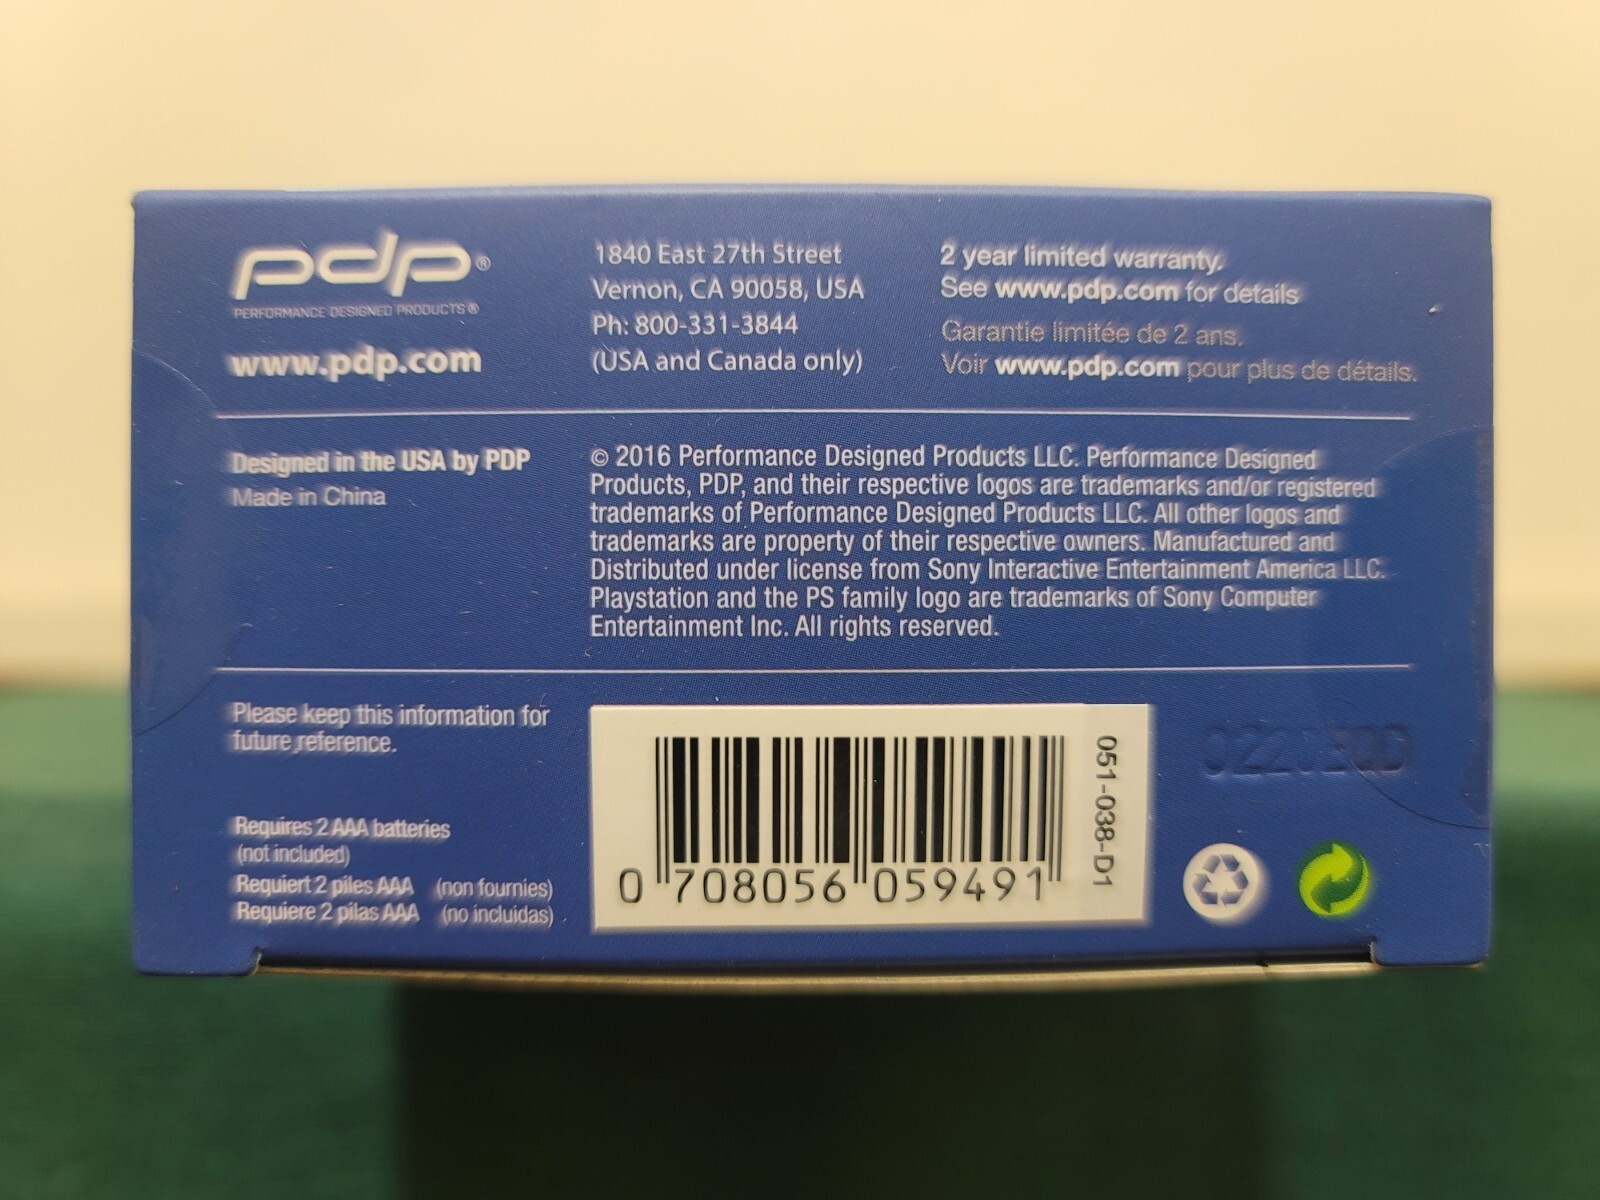 pdp®
PERFORMANCE DESIGNED PRODUCTS®
www.pdp.com
1840 East 27th Street
Vernon, CA 90058, USA
Ph: 800-331-3844
(USA and Canada only)
2 year limited warranty.
See www.pdp.com for details
Garantie limitée de 2 ans.
Voir www.pdp.com pour plus de détails.
Designed in the USA by PDP
Made in China
© 2016 Performance Designed Products LLC. Performance Designed
Products, PDP, and their respective logos are trademarks and/or registered
trademarks of Performance Designed Products LLC. All other logos and
trademarks are property of their respective owners. Manufactured and
Distributed under license from Sony Interactive Entertainment America LLC.
Playstation and the PS family logo are trademarks of Sony Computer
Entertainment Inc. All rights reserved.
Please keep this information for
future reference.
Requires 2 AAA batteries
(not included)
Requiert 2 piles AAA (non fournies)
Requiere 2 pilas AAA (no incluidas)
0 708056 059491
051-038-D1